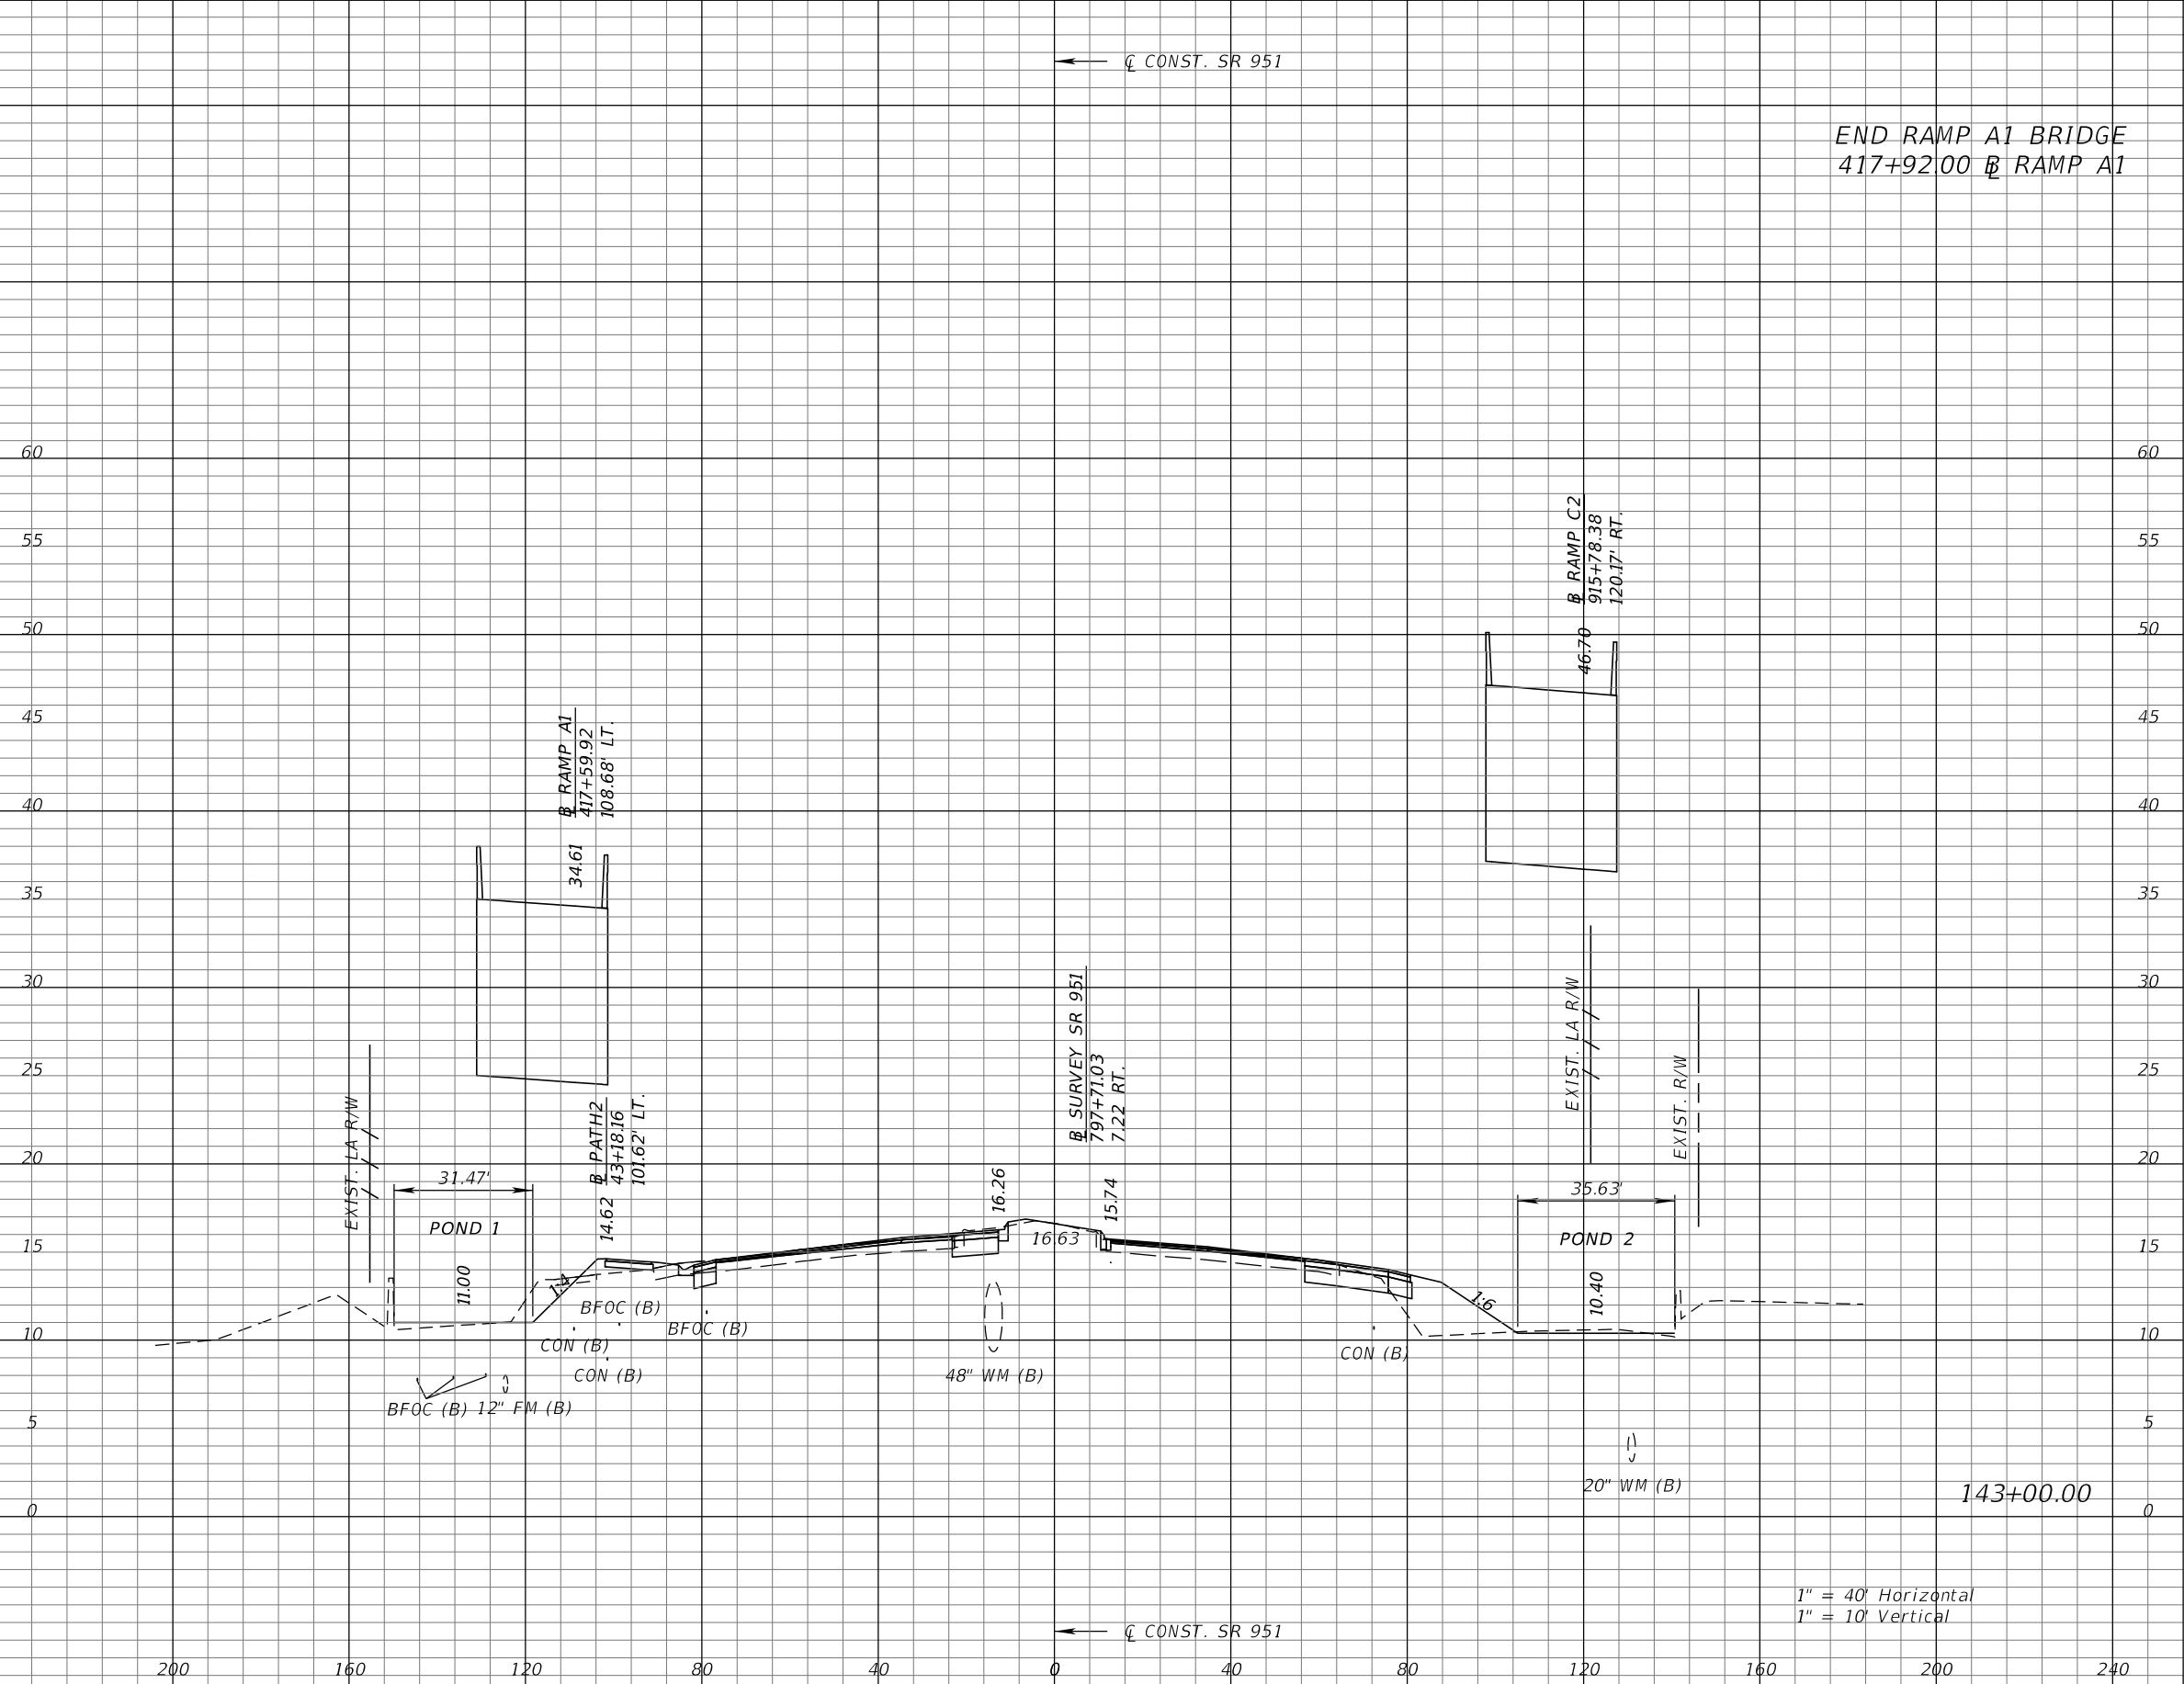 ℄ CONST. SR 951
END RAMP A1 BRIDGE
417+92.00 ⅊ RAMP A1
60
60
55
55
50
50
45
45
40
40
35
35
30
30
25
25
20
20
15
15
10
10
5
5
0
0
RAMP C2
915+78.38
120.17' RT.
46.70
RAMP A1
417+59.92
108.68' LT.
34.61
SURVEY SR 951
797+71.03
7.22 RT.
EXIST. LA R/W
EXIST. R/W
EXIST. LA R/W
PATH2
43+18.16
101.62' LT.
14.62
31.47'
POND 1
11.00
16.26
16.63
15.74
35.63'
POND 2
10.40
1:6
BFOC (B)
BFOC (B)
CON (B)
CON (B)
BFOC (B)
12" FM (B)
48" WM (B)
CON (B)
20" WM (B)
143+00.00
1" = 40' Horizontal
1" = 10' Vertical
℄ CONST. SR 951
200
160
120
80
40
0
40
80
120
160
200
240